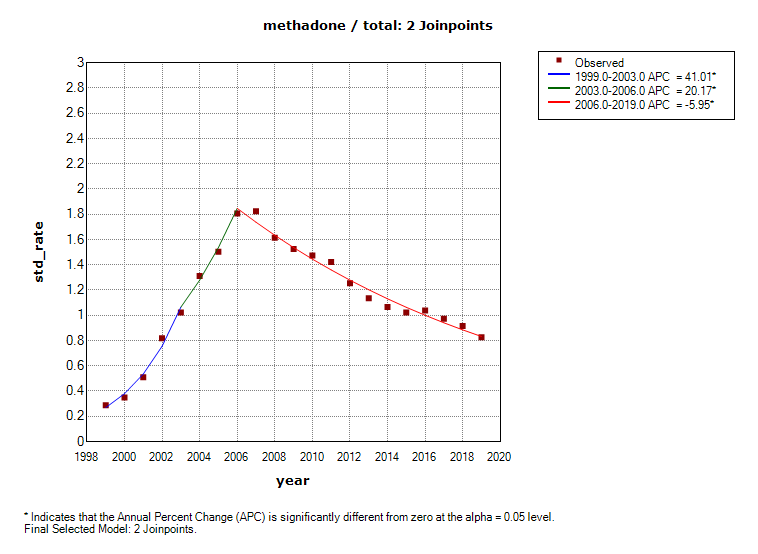 methadone / total: 2 Joinpoints
Observed
1999.0-2003.0 APC = 41.01*
2003.0-2006.0 APC = 20.17*
2006.0-2019.0 APC = -5.95*
3
2.8
2.6
2.4
2.2
2
1.8
1.6
1.4
1.2
1
0.8
0.6
0.4
0.2
0
std_rate
1998 2000 2002 2004 2006 2008 2010 2012 2014 2016 2018 2020
year
* Indicates that the Annual Percent Change (APC) is significantly different from zero at the alpha = 0.05 level.
Final Selected Model: 2 Joinpoints.